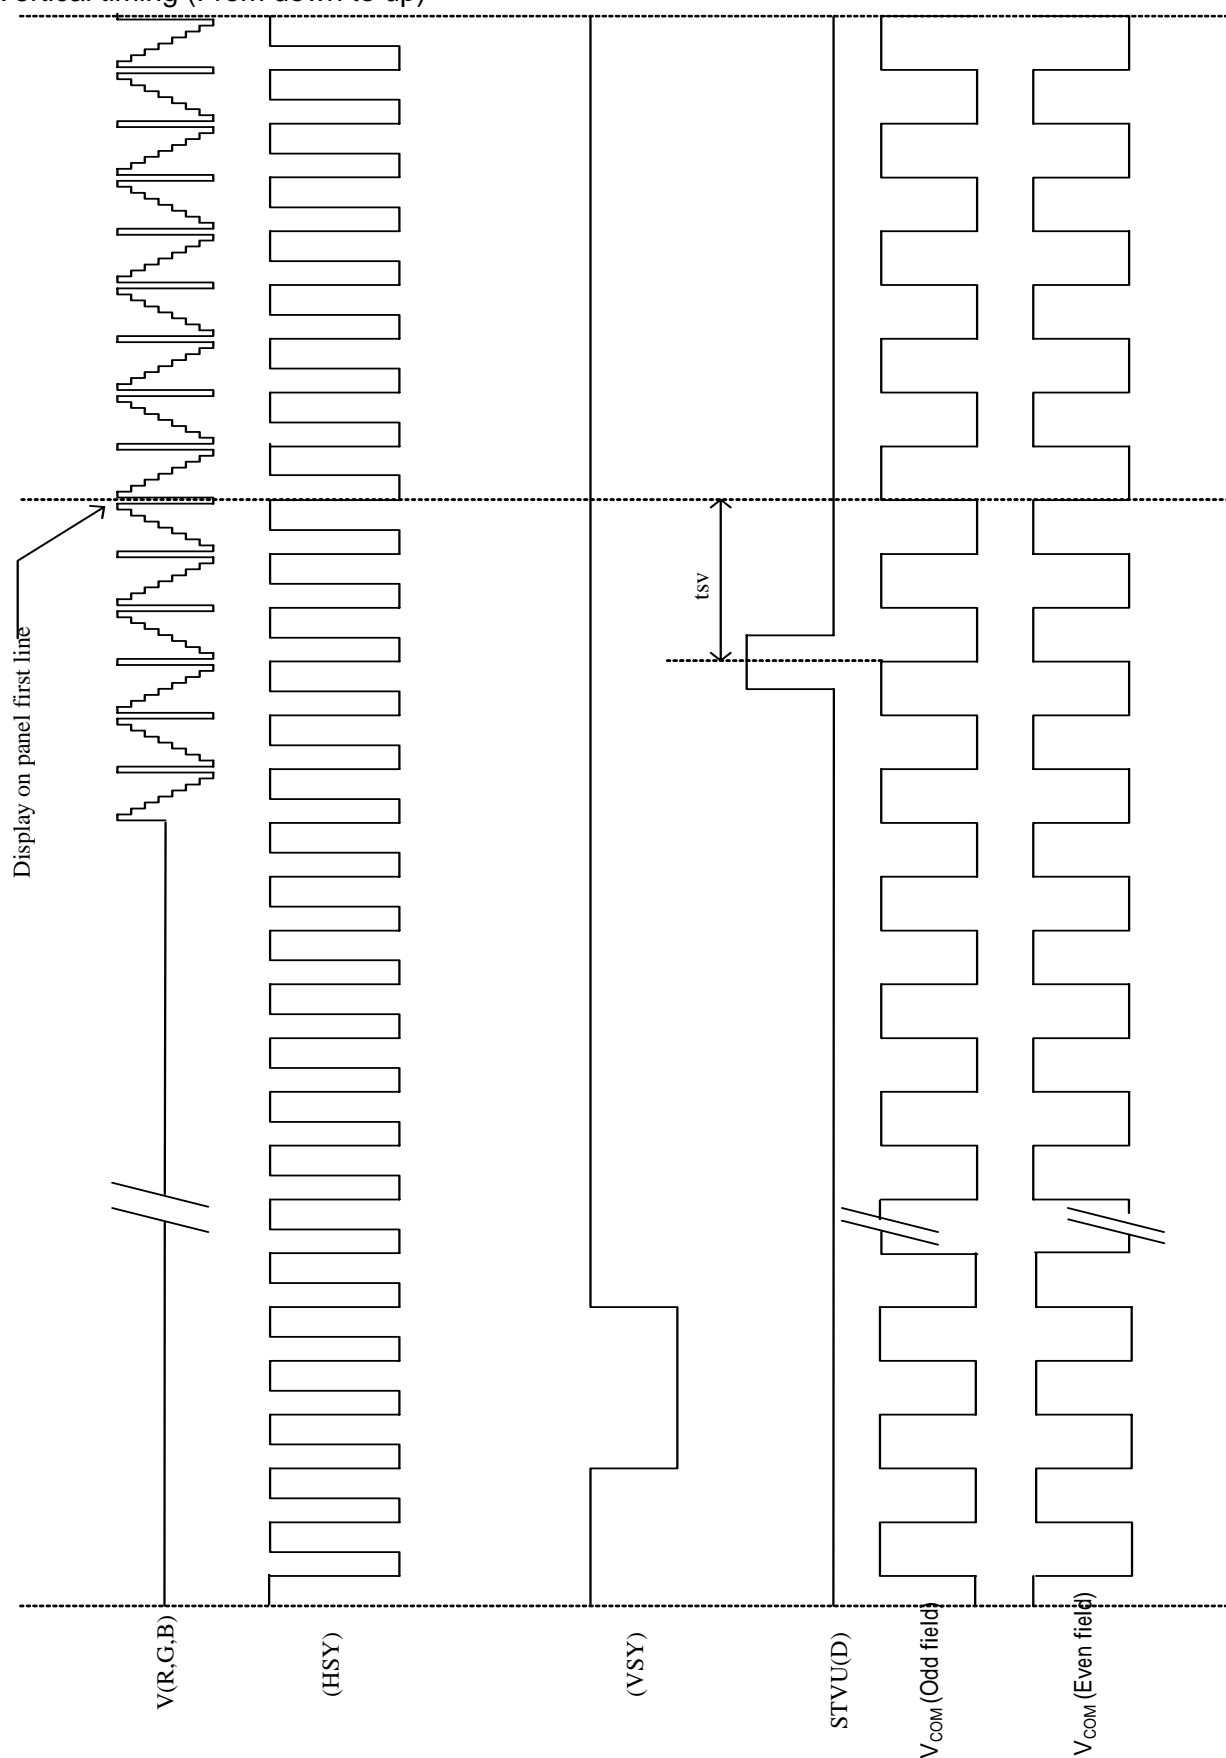 Vertical timing (From down to up)
Display on panel first line
tsv
V(R,G,B)
(HSY)
(VSY)
STVU(D)
VCOM (Odd field)
VCOM (Even field)